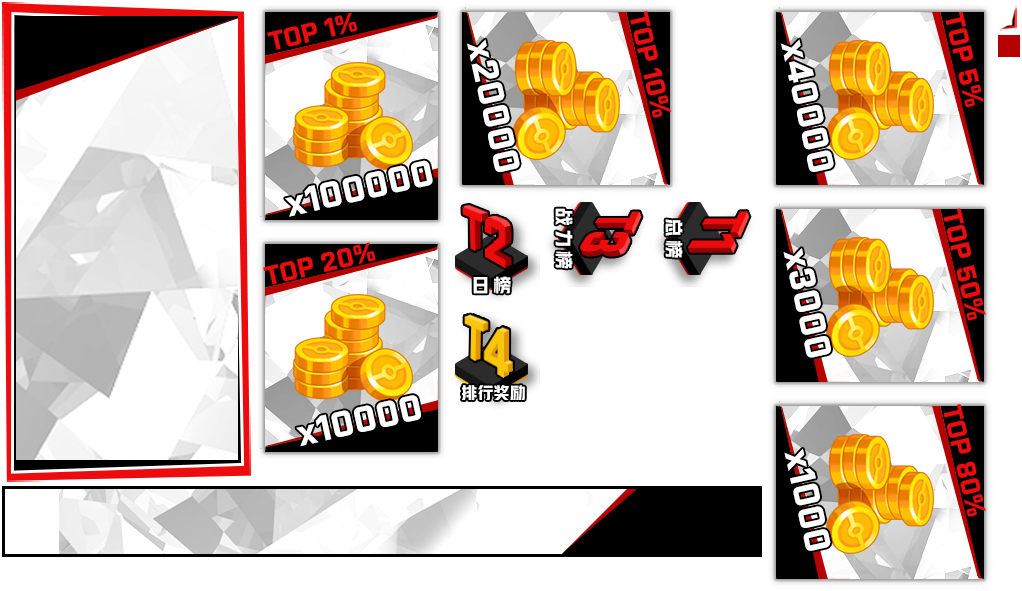 TOP 1%
x100000
TOP 10%
x20000
TOP 5%
x40000
T2
日榜
T3
战力榜
T1
总榜
TOP 20%
x10000
TOP 50%
x3000
T4
排行奖励
TOP 80%
x1000